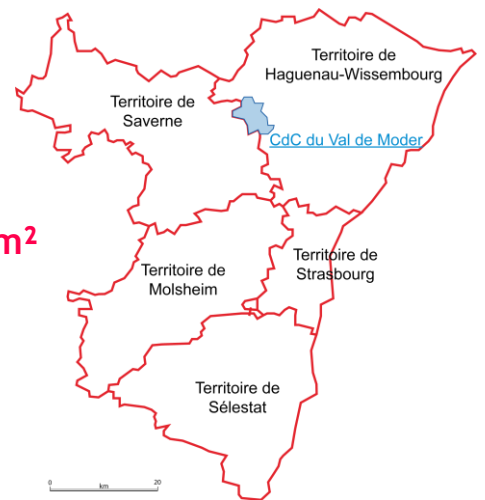 Territoire de
Haguenau-Wissembourg
Territoire de
Saverne
CdC du Val de Moder
m²
Territoire de
Strasbourg
Territoire de
Molsheim
Territoire de
Sélestat
0 km 20